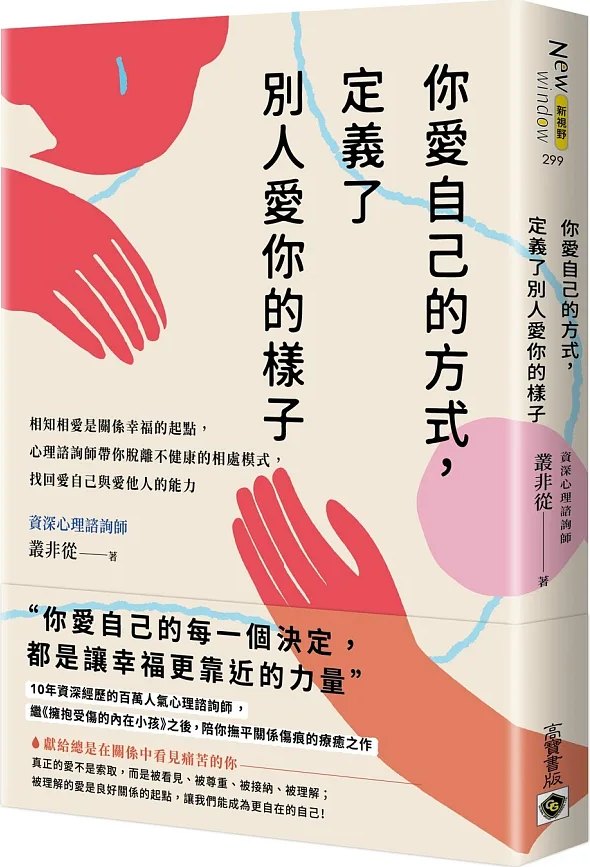 你愛自己的方式，
定義了
別人愛你的樣子
相知相愛是關係幸福的起點，
心理諮詢師帶你脫離不健康的相處模式，
找回愛自己與愛他人的能力
資深心理諮詢師
叢非從──著
“你愛自己的每一個決定，
都是讓幸福更靠近的力量”
10年資深經歷的百萬人氣心理諮詢師，
繼《擁抱受傷的內在小孩》之後，陪你撫平關係傷痕的療癒之作
獻給總是在關係中看見痛苦的你
真正的愛不是索取，而是被看見、被尊重、被接納、被理解；
被理解的愛是良好關係的起點，讓我們能成為更自在的自己！
New
window
新視野
299
你愛自己的方式，
定義了別人愛你的樣子
資深心理諮詢師
叢非從──著
高寶書版
CG